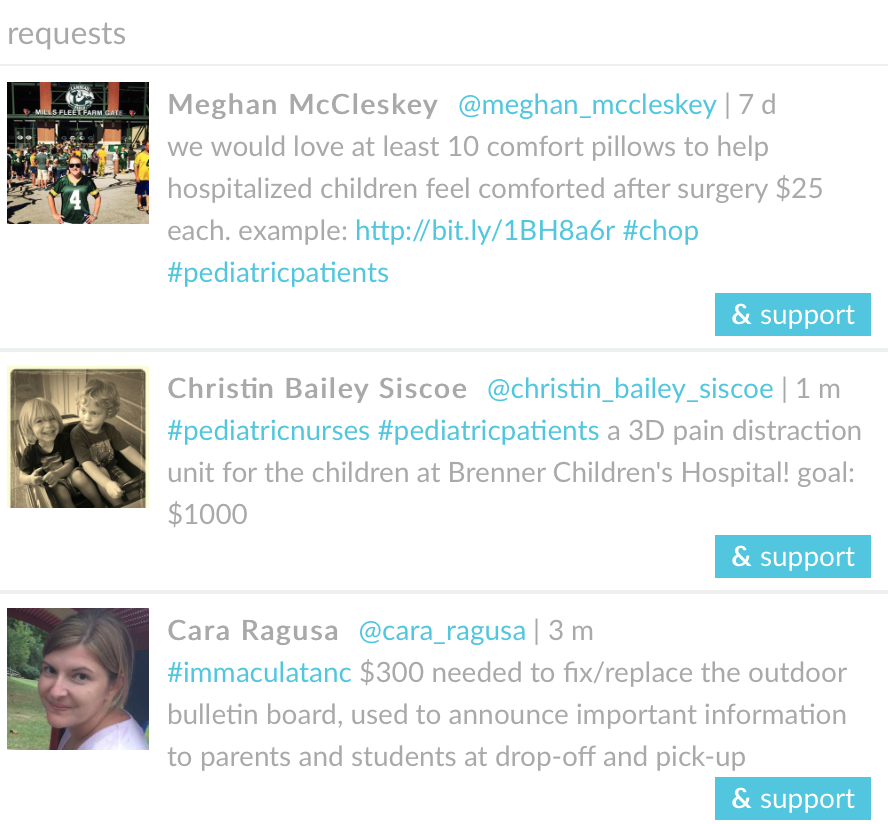 requests
MILLS FLEET FARM GATE
4
Meghan McCleskey @meghan_mccleskey | 7 d
we would love at least 10 comfort pillows to help
hospitalized children feel comforted after surgery $25
each. example: http://bit.ly/1BH8a6r #chop
#pediatricpatients
& support
Christin Bailey Siscoe @christin_bailey_siscoe | 1 m
#pediatricnurses #pediatricpatients a 3D pain distraction
unit for the children at Brenner Children's Hospital! goal:
$1000
& support
Cara Ragusa @cara_ragusa | 3 m
#immaculatanc $300 needed to fix/replace the outdoor
bulletin board, used to announce important information
to parents and students at drop-off and pick-up
& support